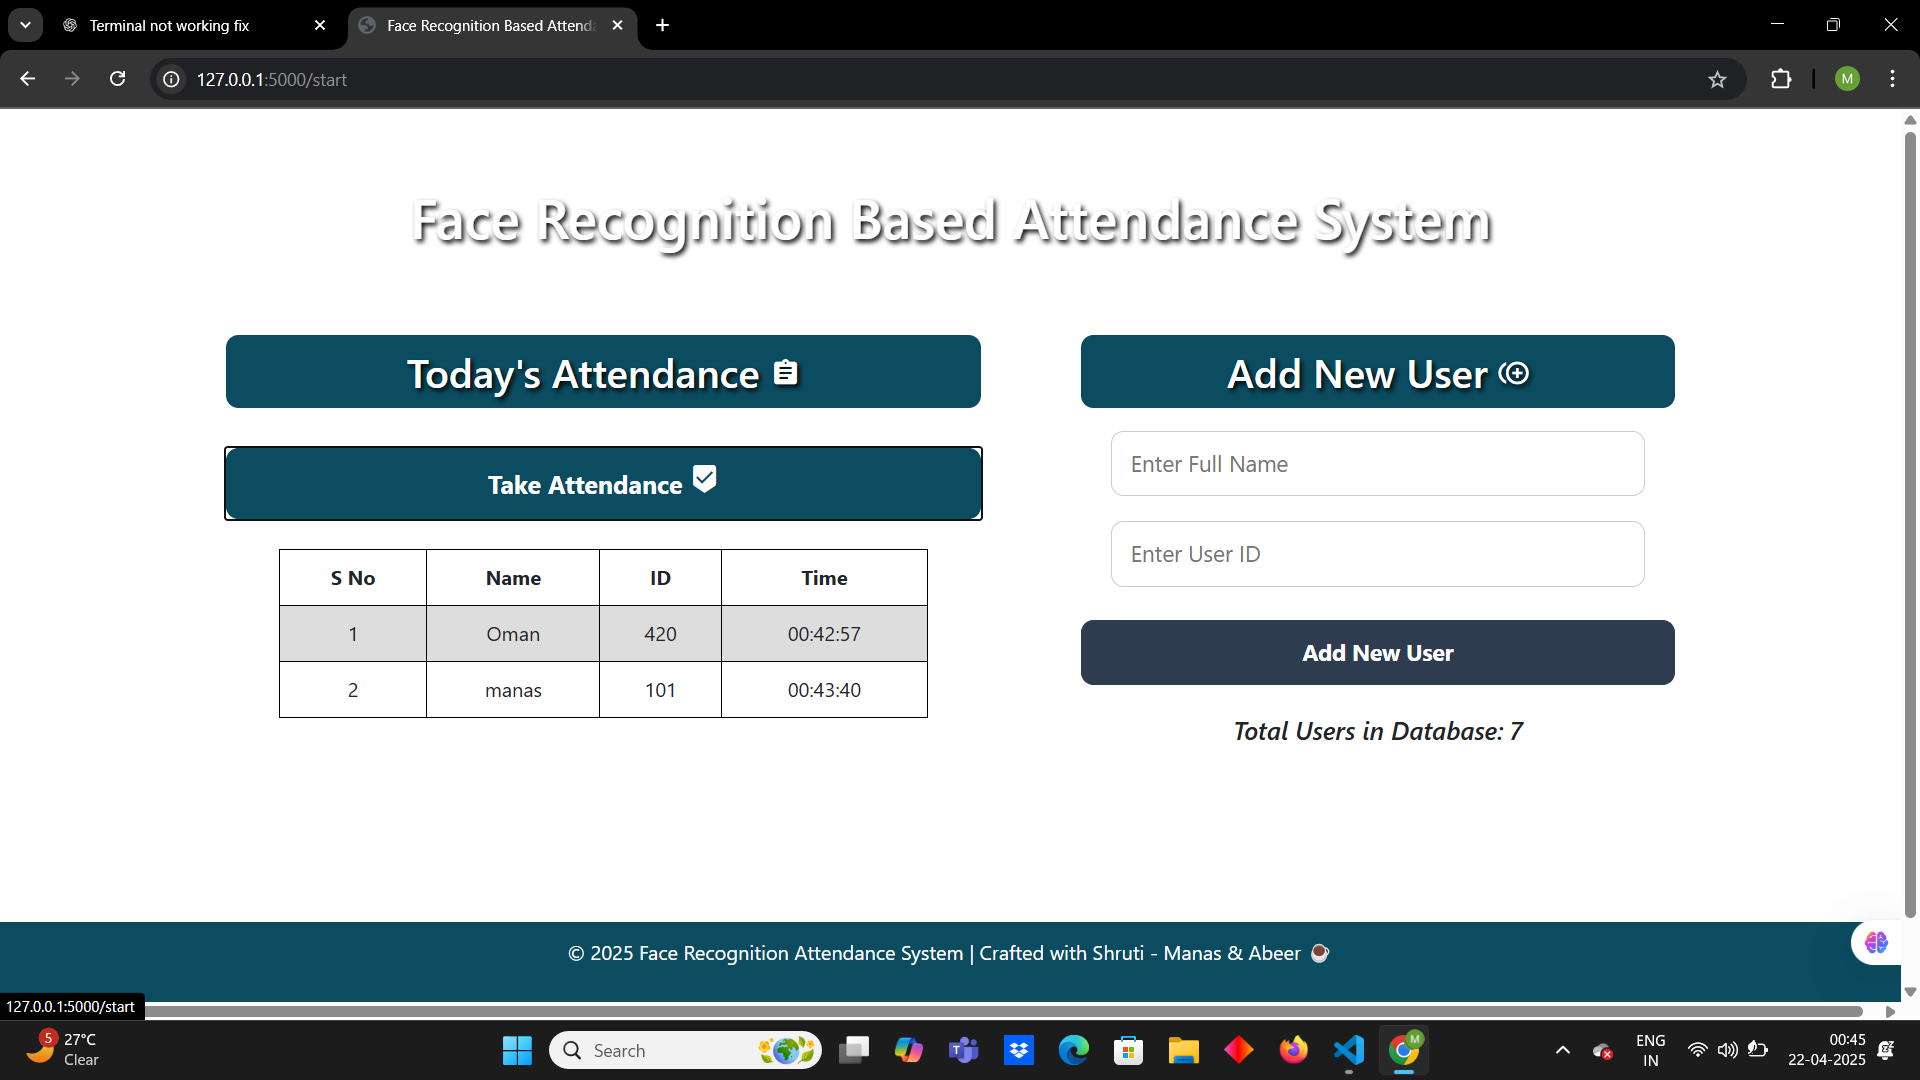 Terminal not working fix
Face Recognition Based Attend
127.0.0.1:5000/start
M
Face Recognition Based Attendance System
Today's Attendance
Add New User
Take Attendance
Enter Full Name
Enter User ID
S No Name ID Time
1 Oman 420 00:42:57
2 manas 101 00:43:40
Add New User
Total Users in Database: 7
© 2025 Face Recognition Attendance System | Crafted with Shruti - Manas & Abeer
127.0.0.1:5000/start
5
27°C
Clear
Search
M
ENG
IN
00:45
22-04-2025